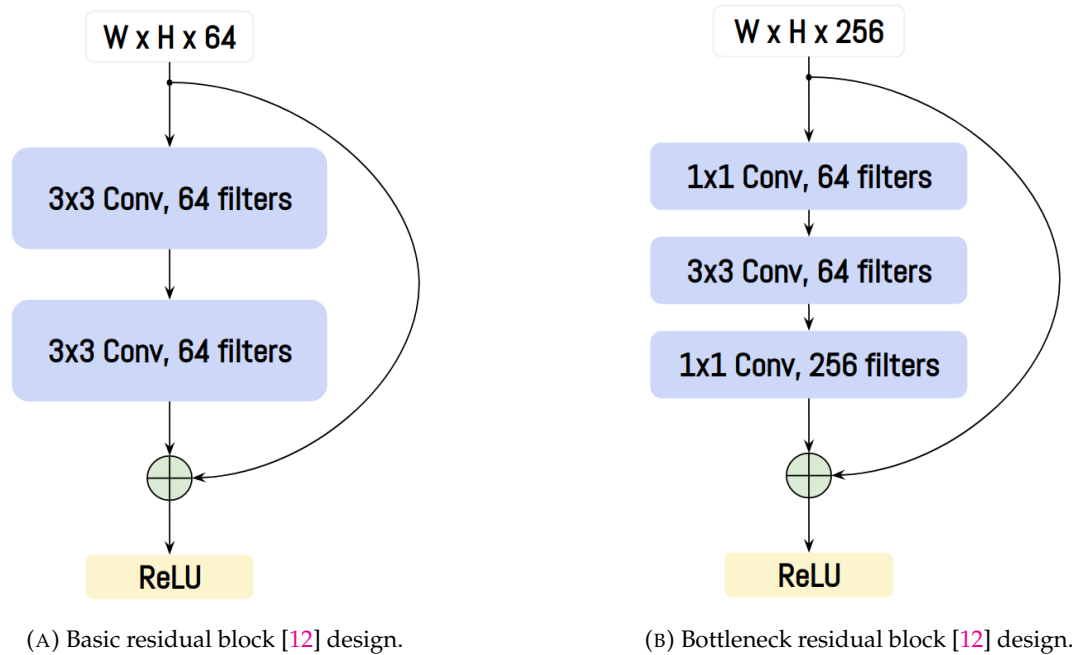 W x H x 64
3x3 Conv, 64 filters
3x3 Conv, 64 filters
ReLU
(A) Basic residual block [12] design.
W x H x 256
1x1 Conv, 64 filters
3x3 Conv, 64 filters
1x1 Conv, 256 filters
ReLU
(B) Bottleneck residual block [12] design.